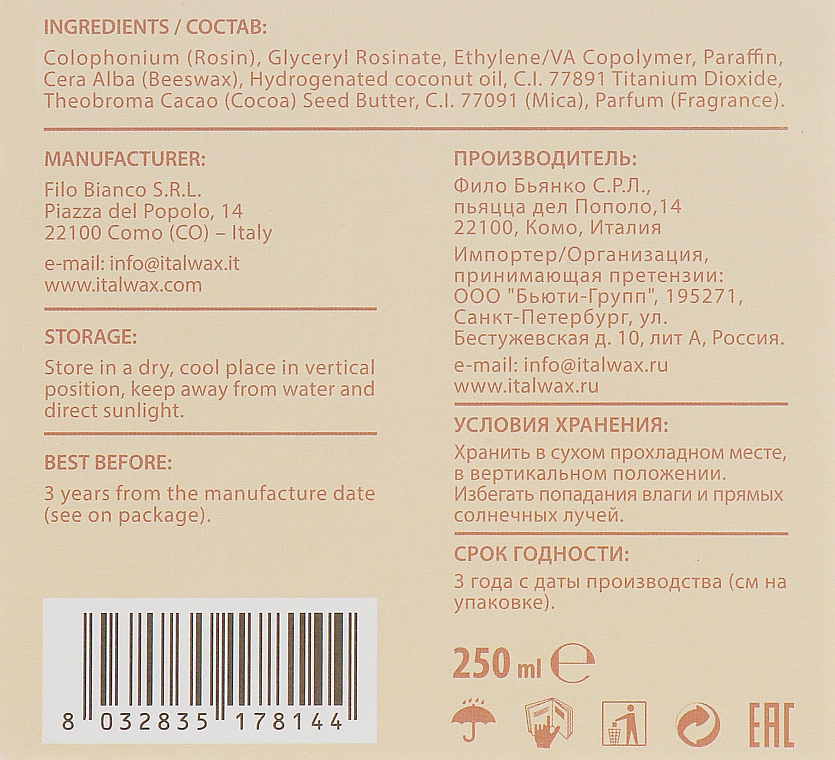 INGREDIENTS / СОСТАВ:
Colophonium (Rosin), Glyceryl Rosinate, Ethylene/VA Copolymer, Paraffin,
Cera Alba (Beeswax), Hydrogenated coconut oil, C.I. 77891 Titanium Dioxide,
Theobroma Cacao (Cocoa) Seed Butter, C.I. 77091 (Mica), Parfum (Fragrance).
MANUFACTURER:
Filo Bianco S.R.L.
Piazza del Popolo, 14
22100 Como (CO) – Italy
e-mail: info@italwax.it
www.italwax.com
STORAGE:
Store in a dry, cool place in vertical
position, keep away from water and
direct sunlight.
BEST BEFORE:
3 years from the manufacture date
(see on package).
8 032835 178144
ПРОИЗВОДИТЕЛЬ:
Фило Бьянко С.Р.Л.,
пьяцца дел Пополо,14
22100, Комо, Италия
Импортер/Организация,
принимающая претензии:
ООО "Бьюти-Групп", 195271,
Санкт-Петербург, ул.
Бестужевская д. 10, лит А, Россия.
e-mail: info@italwax.ru
www.italwax.ru
УСЛОВИЯ ХРАНЕНИЯ:
Хранить в сухом прохладном месте,
в вертикальном положении.
Избегать попадания влаги и прямых
солнечных лучей.
СРОК ГОДНОСТИ:
3 года с даты производства (см на
упаковке).
250 ml ℮
EAC